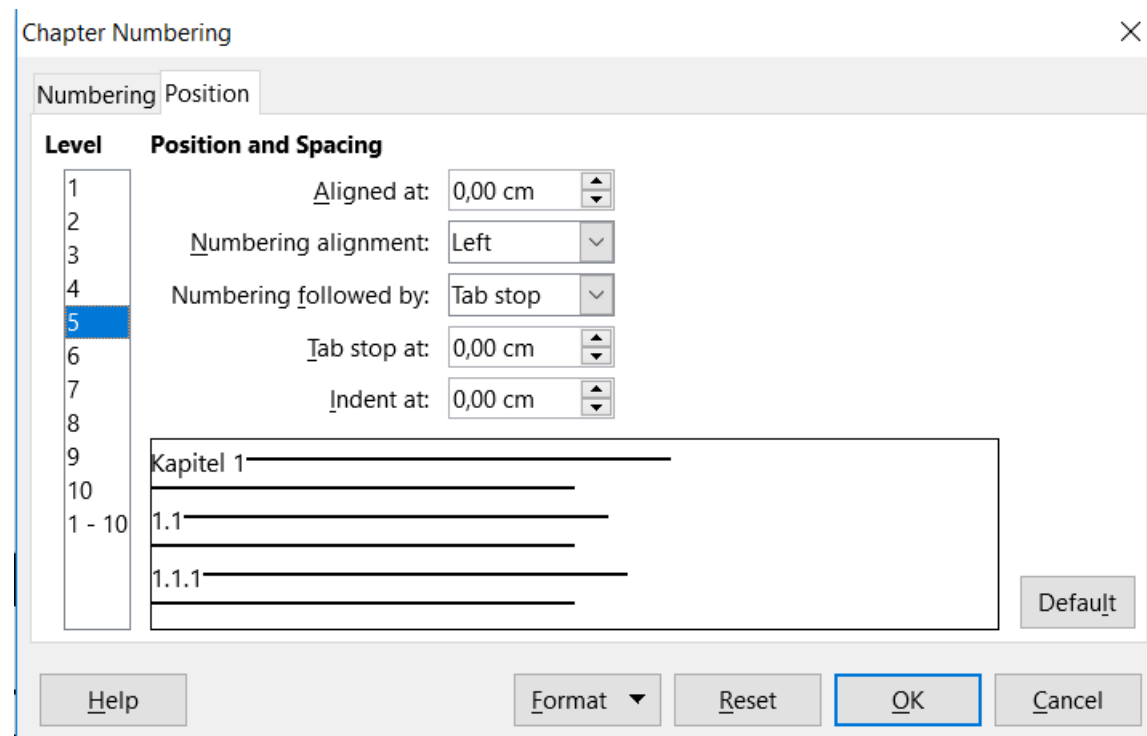 Chapter Numbering
Numbering Position
Level
Position and Spacing
1
2
3
4
5
6
7
8
9
10
1 - 10
Aligned at: 0,00 cm
Numbering alignment: Left
Numbering followed by: Tab stop
Tab stop at: 0,00 cm
Indent at: 0,00 cm
Kapitel 1
1.1
1.1.1
Default
Help Format Reset OK Cancel